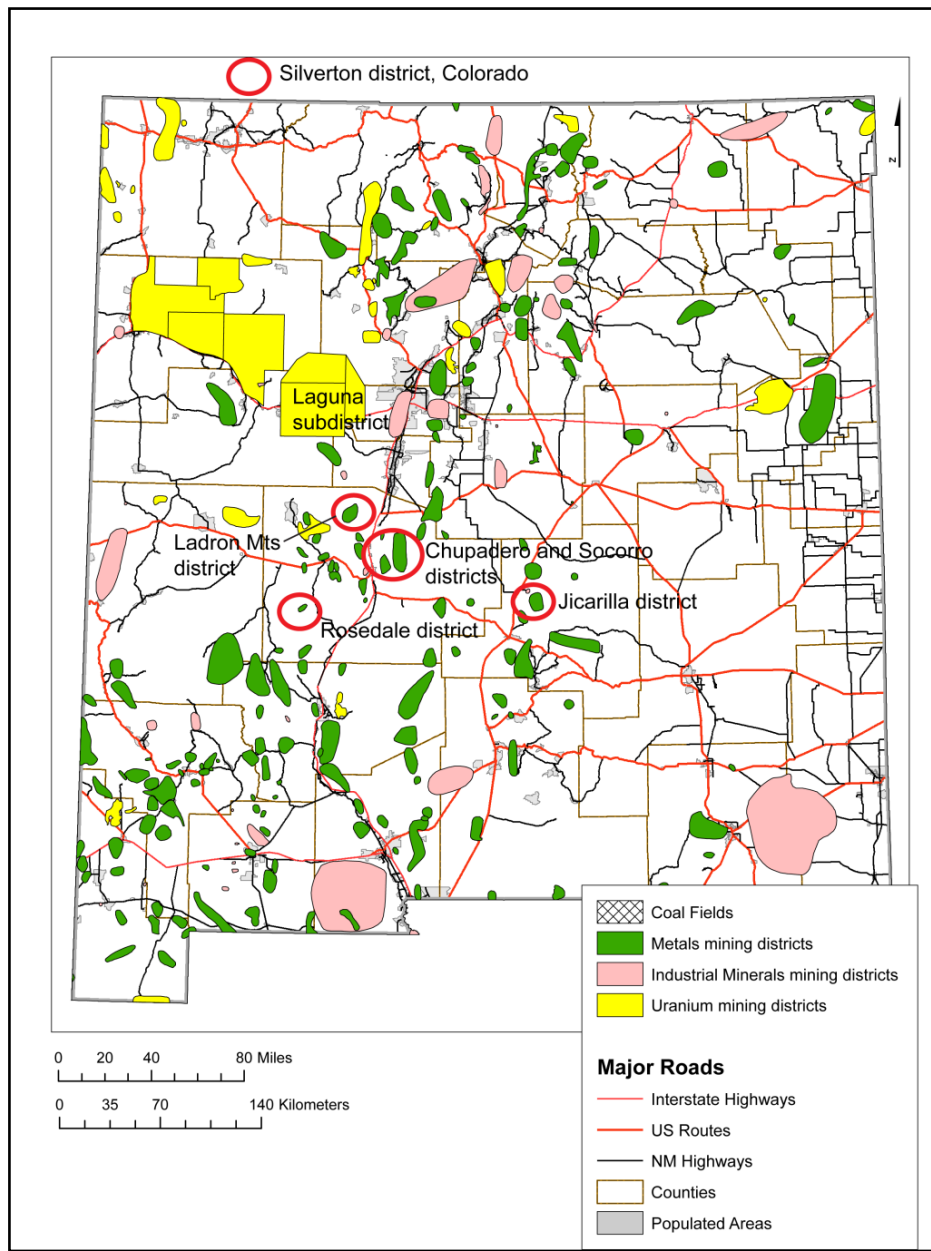 Silverton district, Colorado
z
Laguna
subdistrict
Ladron Mts
district
Chupadero and Socorro
districts
Jicarilla district
Rosedale district
Coal Fields
Metals mining districts
Industrial Minerals mining districts
Uranium mining districts
0 20 40 80 Miles
0 35 70 140 Kilometers
Major Roads
Interstate Highways
US Routes
NM Highways
Counties
Populated Areas